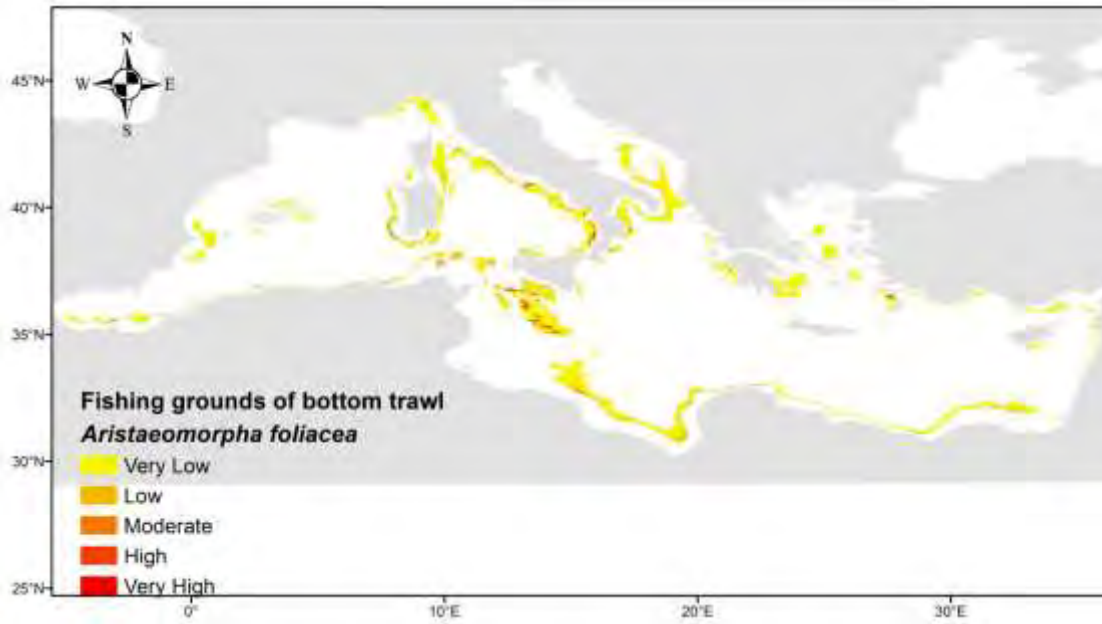 N
W E
S
45°N
40°N
35°N
30°N
25°N
Fishing grounds of bottom trawl
Aristaeomorpha foliacea
Very Low
Low
Moderate
High
Very High
0° 10°E 20°E 30°E